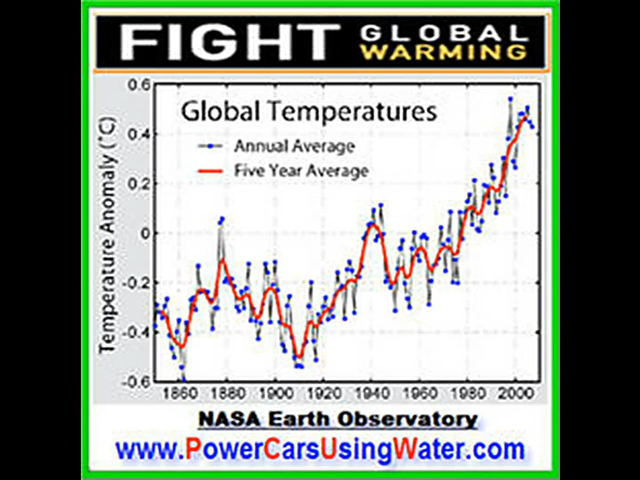 FIGHT GLOBAL
WARMING
Global Temperatures
Annual Average
Five Year Average
Temperature Anomaly (°C)
0.6
0.4
0.2
0
-0.2
-0.4
-0.6
1860 1880 1900 1920 1940 1960 1980 2000
NASA Earth Observatory
www.PowerCarsUsingWater.com